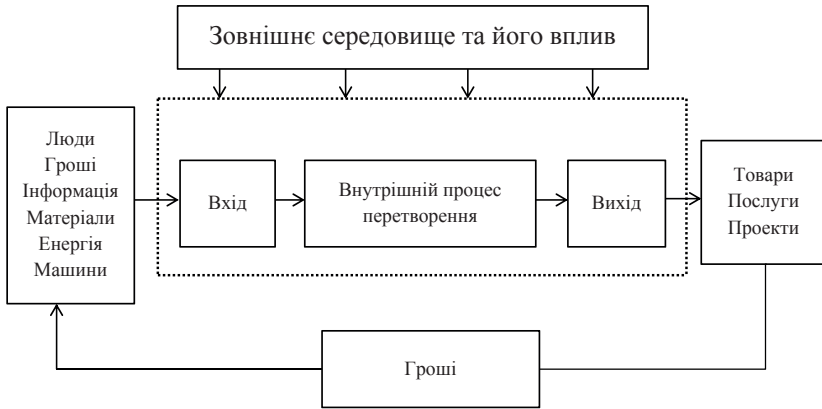 Зовнішнє середовище та його вплив
Люди
Гроші
Інформація
Матеріали
Енергія
Машини
Вхід
Внутрішній процес
перетворення
Вихід
Товари
Послуги
Проекти
Гроші